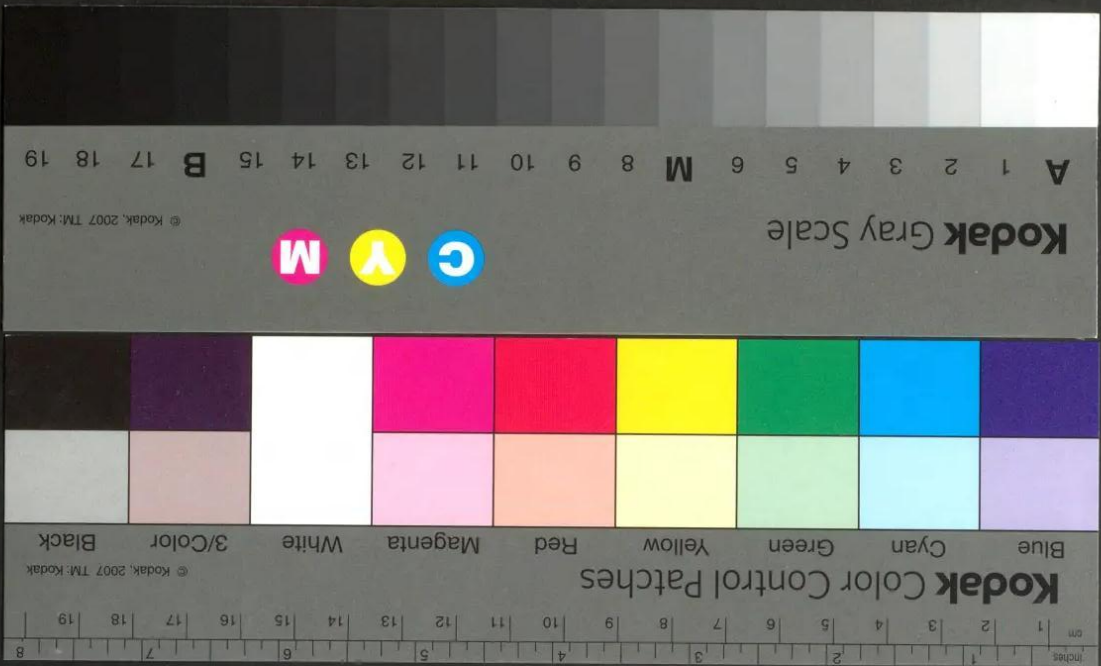 inches 1 2 3 4 5 6 7 8
cm 1 2 3 4 5 6 7 8 9 10 11 12 13 14 15 16 17 18 19
Kodak Color Control Patches © Kodak, 2007 TM: Kodak
Blue Cyan Green Yellow Red Magenta White 3/Color Black
Kodak Gray Scale
C Y M
© Kodak, 2007 TM: Kodak
A 1 2 3 4 5 6 M 8 9 10 11 12 13 14 15 B 17 18 19